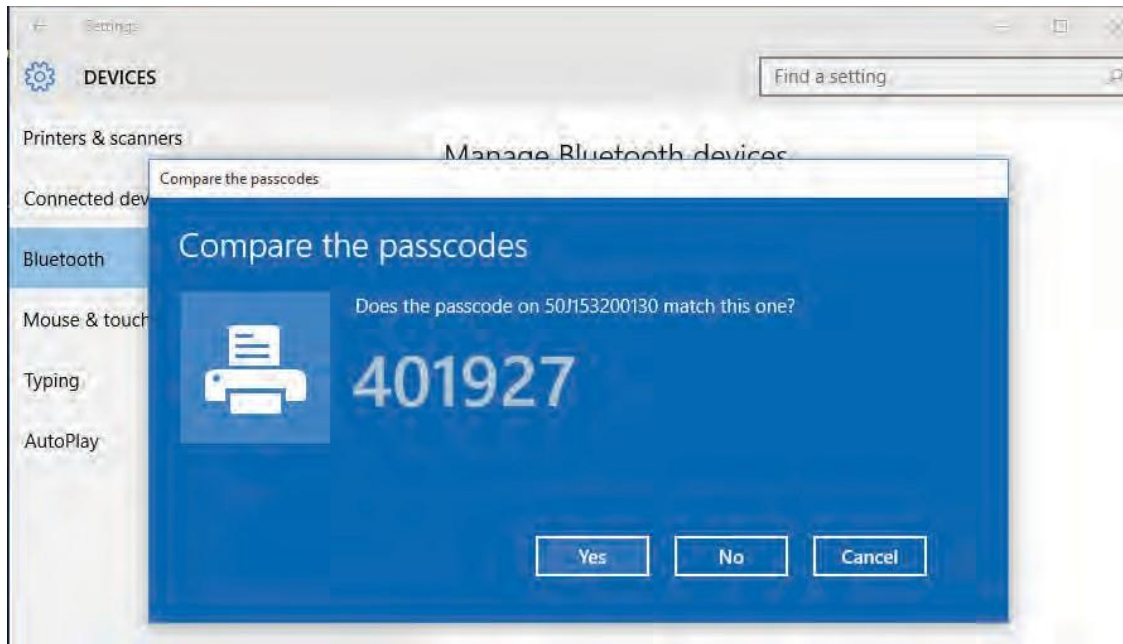 Settings
DEVICES
Find a setting
Printers & scanners
Manage Bluetooth devices
Compare the passcodes
Connected dev
Compare the passcodes
Bluetooth
Does the passcode on 50J153200130 match this one?
Mouse & touch
401927
Typing
AutoPlay
Yes
No
Cancel